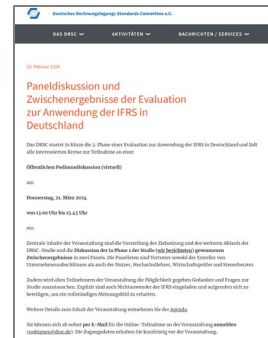 Deutsches Rechnungslegungs Standards Committee e.V.
DAS DRSC AKTIVITÄTEN NACHRICHTEN / SERVICES
Paneldiskussion und
Zwischenergebnisse der Evaluation
zur Anwendung der IFRS in
Deutschland
Das DRSC startet in Kürze die 2. Phase einer Evaluation zur Anwendung der IFRS in Deutschland und lädt
alle interessierten Kreise zur Teilnahme an einer
Öffentlichen Podiumsdiskussion (virtuell)
am
Donnerstag, 21. März 2024
von 13.00 Uhr bis 15.45 Uhr
ein.
Zentrale Inhalte der Veranstaltung sind die Vorstellung der Zielsetzung und des weiteren Ablaufs der
DRSC-Studie und die Diskussion der in Phase 1 der Studie (wir berichteten) gewonnenen
Zwischenergebnisse in zwei Panels. Die Panelisten sind Vertreter sowohl der Ersteller von
Unternehmensabschlüssen als auch der Nutzer, Hochschullehrer, Wirtschaftsprüfer und Steuerberater.
Zudem wird allen Teilnehmern der Veranstaltung die Möglichkeit gegeben Gedanken und Fragen zur
Studie auszutauschen. Explizit sind auch Nichtanwender der IFRS eingeladen und aufgerufen sich zu
beteiligen, um ein vollständiges Meinungsbild zu erhalten.
Weitere Details zum Inhalt der Veranstaltung entnehmen Sie der Agenda.
Sie können sich ab sofort per E-Mail für die Online-Teilnahme an der Veranstaltung anmelden
Die Zugangsdaten erhalten Sie kurzfristig vor der Veranstaltung.